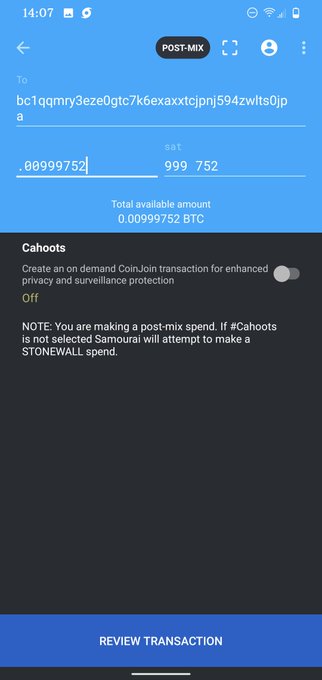 14:07
POST-MIX
To
bc1qqmry3eze0gtc7k6exaxxtcjpnj594zwlts0jp
a
sat
.00999752 999 752
Total available amount
0.00999752 BTC
Cahoots
Create an on demand CoinJoin transaction for enhanced
privacy and surveillance protection
Off
NOTE: You are making a post-mix spend. If #Cahoots
is not selected Samourai will attempt to make a
STONEWALL spend.
REVIEW TRANSACTION